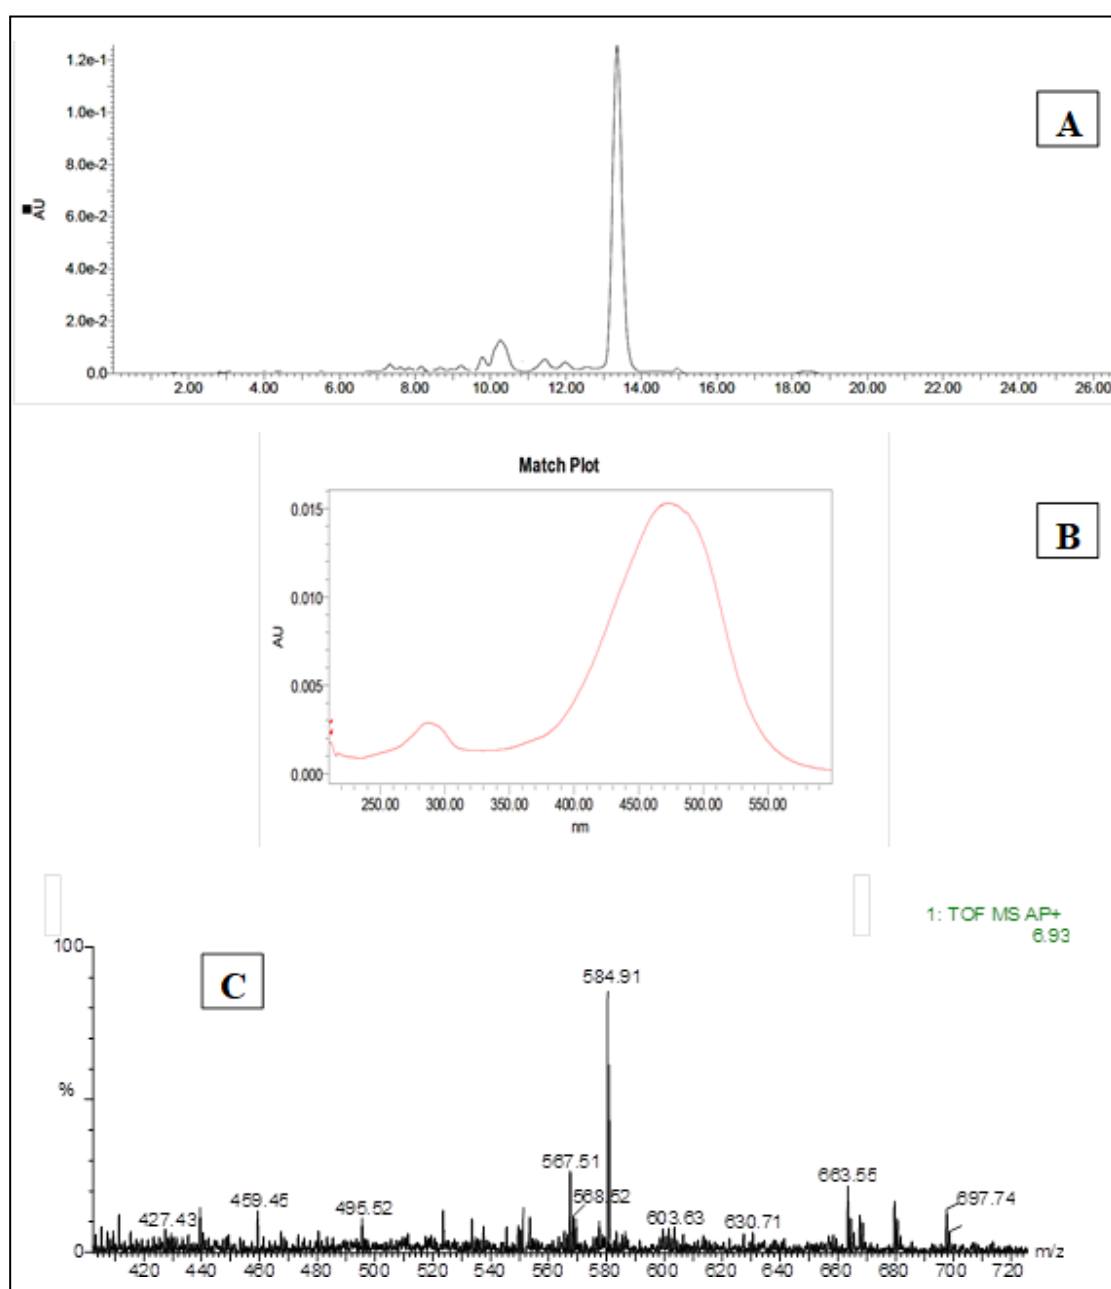 A
1.2e-1
1.0e-1
8.0e-2
6.0e-2
4.0e-2
2.0e-2
0.0
AU
2.00 4.00 6.00 8.00 10.00 12.00 14.00 16.00 18.00 20.00 22.00 24.00 26.00
Match Plot
B
0.015
0.010
0.005
0.000
AU
250.00 300.00 350.00 400.00 450.00 500.00 550.00
nm
1: TOF MS AP+
6.93
C
100
%
0
584.91
567.51
568.52
663.55
459.45
495.52
427.43
603.63
630.71
697.74
m/z
420 440 460 480 500 520 540 560 580 600 620 640 660 680 700 720